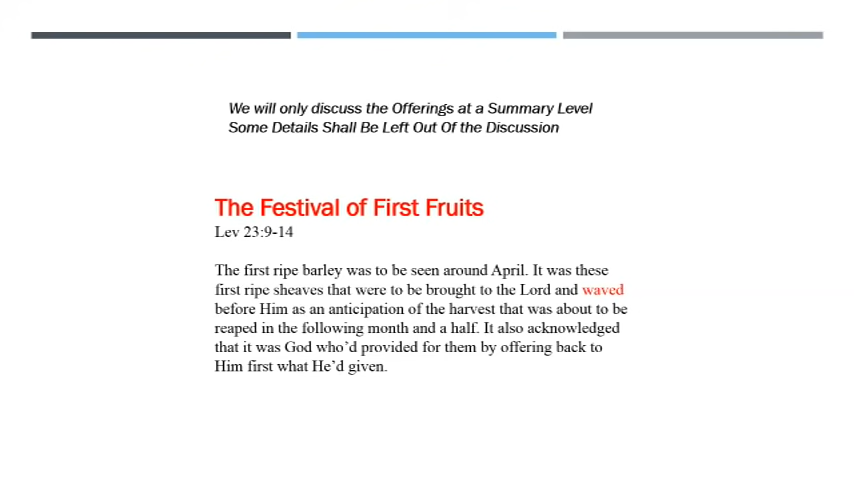 We will only discuss the Offerings at a Summary Level
Some Details Shall Be Left Out Of the Discussion
The Festival of First Fruits
Lev 23:9-14
The first ripe barley was to be seen around April. It was these
first ripe sheaves that were to be brought to the Lord and waved
before Him as an anticipation of the harvest that was about to be
reaped in the following month and a half. It also acknowledged
that it was God who’d provided for them by offering back to
Him first what He’d given.